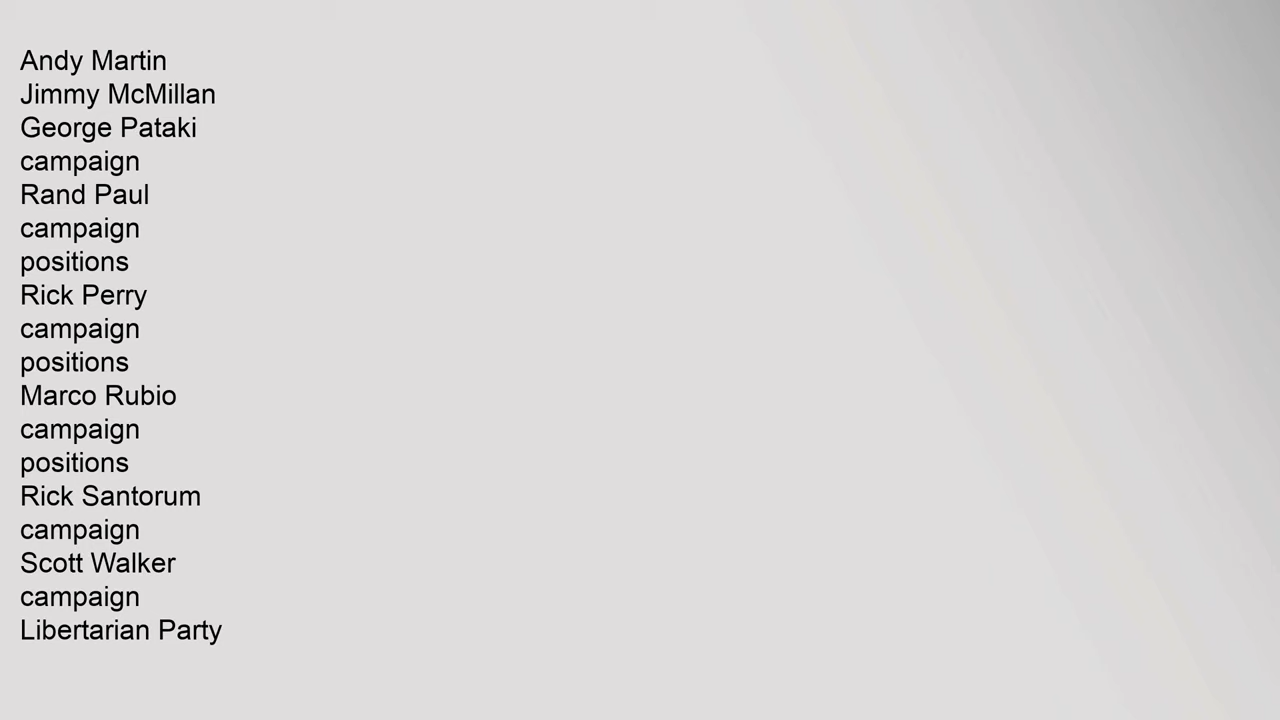 Andy Martin
Jimmy McMillan
George Pataki
campaign
Rand Paul
campaign
positions
Rick Perry
campaign
positions
Marco Rubio
campaign
positions
Rick Santorum
campaign
Scott Walker
campaign
Libertarian Party